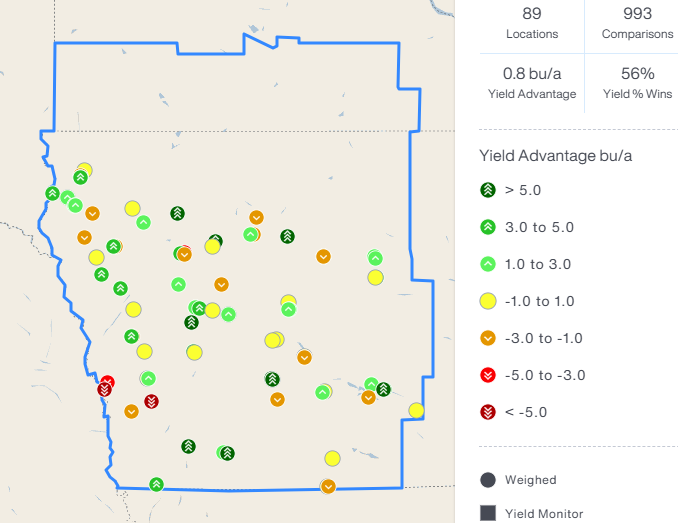 89
Locations
993
Comparisons
0.8 bu/a
Yield Advantage
56%
Yield % Wins
Yield Advantage bu/a
> 5.0
3.0 to 5.0
1.0 to 3.0
-1.0 to 1.0
-3.0 to -1.0
-5.0 to -3.0
< -5.0
Weighed
Yield Monitor